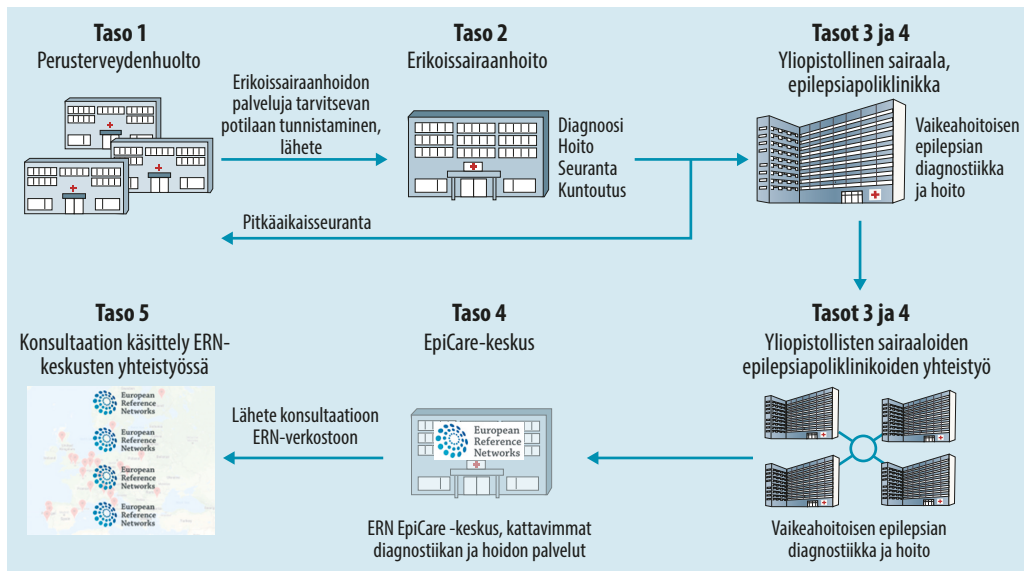 Taso 1
Perusterveydenhuolto
Erikoissairaanhoidon
palveluja tarvitsevan
potilaan tunnistaminen,
lähete
Taso 2
Erikoissairaanhoito
Diagnoosi
Hoito
Seuranta
Kuntoutus
Tasot 3 ja 4
Yliopistollinen sairaala,
epilepsiapoliklinikka
Vaikeahoitoisen
epilepsian
diagnostiikka
ja hoito
Pitkäaikaisseuranta
Taso 5
Konsultaation käsittely ERN-
keskusten yhteistyössä
European
Reference
Networks
European
Reference
Networks
European
Reference
Networks
European
Reference
Networks
Lähete konsultaatioon
ERN-verkostoon
Taso 4
EpiCare-keskus
European
Reference
Networks
ERN EpiCare -keskus, kattavimmat
diagnostiikan ja hoidon palvelut
Tasot 3 ja 4
Yliopistollisten sairaaloiden
epilepsiapoliklinikoiden yhteistyö
Vaikeahoitoisen epilepsian
diagnostiikka ja hoito